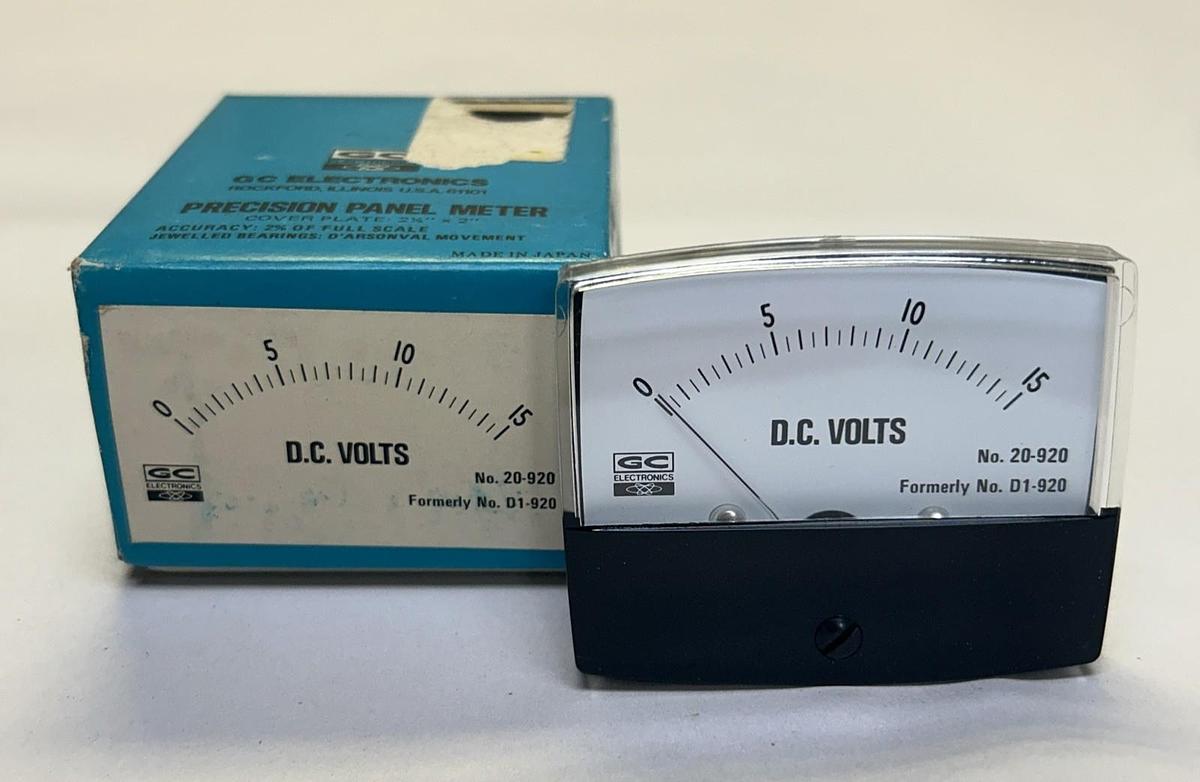 GC
GC ELECTRONICS
ROCKFORD, ILLINOIS U.S.A. 61101
PRECISION PANEL METER
COVER PLATE: 2½" x 2"
ACCURACY: 2% OF FULL SCALE
JEWELLED BEARINGS: D'ARSONVAL MOVEMENT
MADE IN JAPAN
0 5 10 15
D.C. VOLTS
GC
ELECTRONICS
No. 20-920
Formerly No. D1-920
0 5 10 15
D.C. VOLTS
GC
ELECTRONICS
No. 20-920
Formerly No. D1-920